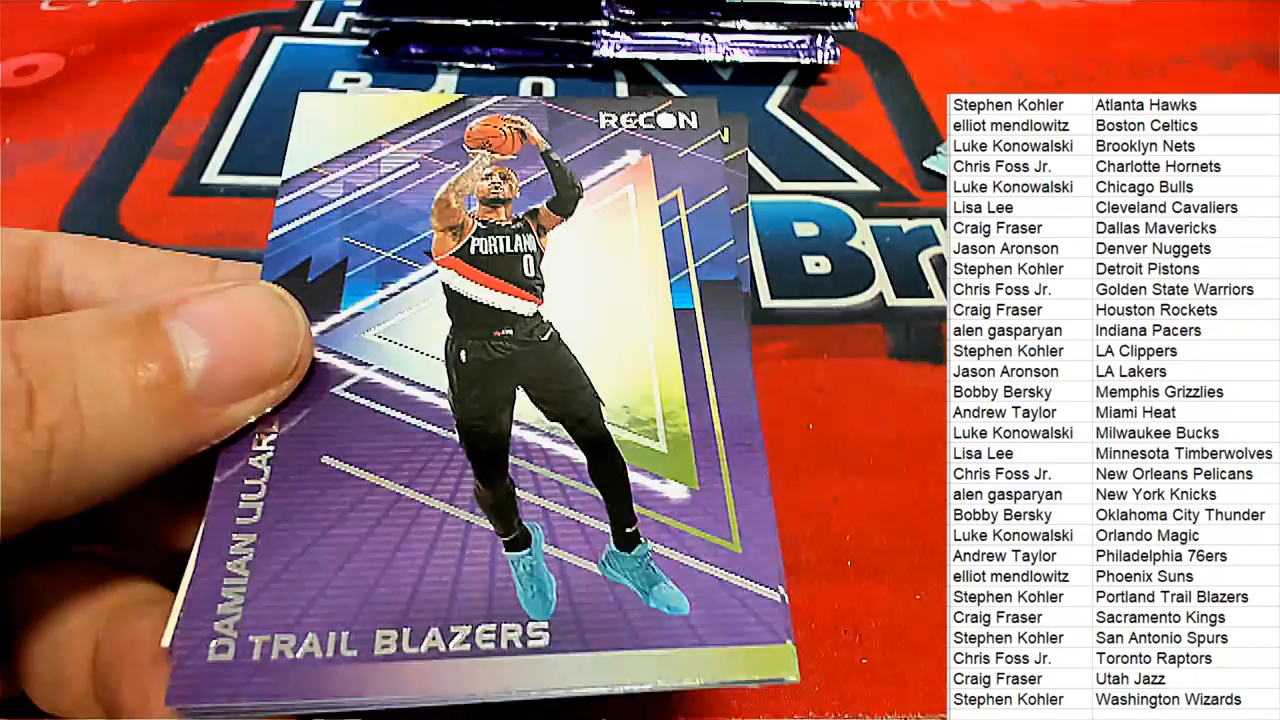 RECON
N
PORTLAND
0
DAMIAN LILLARD
TRAIL BLAZERS
BOX
Br
Stephen Kohler Atlanta Hawks
elliot mendlowitz Boston Celtics
Luke Konowalski Brooklyn Nets
Chris Foss Jr. Charlotte Hornets
Luke Konowalski Chicago Bulls
Lisa Lee Cleveland Cavaliers
Craig Fraser Dallas Mavericks
Jason Aronson Denver Nuggets
Stephen Kohler Detroit Pistons
Chris Foss Jr. Golden State Warriors
Craig Fraser Houston Rockets
alen gasparyan Indiana Pacers
Stephen Kohler LA Clippers
Jason Aronson LA Lakers
Bobby Bersky Memphis Grizzlies
Andrew Taylor Miami Heat
Luke Konowalski Milwaukee Bucks
Lisa Lee Minnesota Timberwolves
Chris Foss Jr. New Orleans Pelicans
alen gasparyan New York Knicks
Bobby Bersky Oklahoma City Thunder
Luke Konowalski Orlando Magic
Andrew Taylor Philadelphia 76ers
elliot mendlowitz Phoenix Suns
Stephen Kohler Portland Trail Blazers
Craig Fraser Sacramento Kings
Stephen Kohler San Antonio Spurs
Chris Foss Jr. Toronto Raptors
Craig Fraser Utah Jazz
Stephen Kohler Washington Wizards